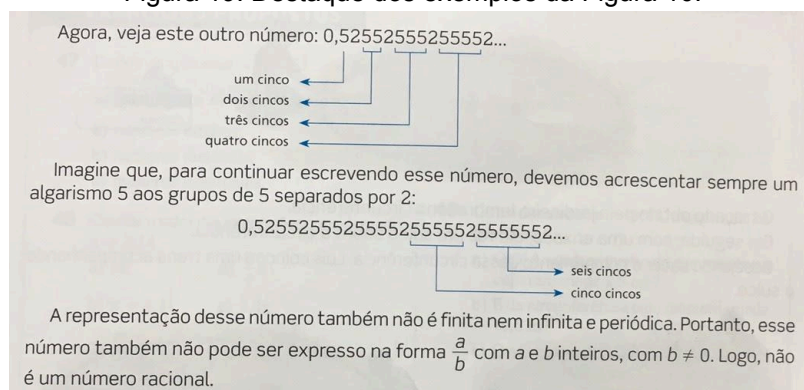 Figura Destaque dos exemplos da Figura
Agora, veja este outro número: 0,52552555255552...
um cinco
dois cincos
três cincos
quatro cincos
Imagine que, para continuar escrevendo esse número, devemos acrescentar sempre um
algarismo 5 aos grupos de 5 separados por 2:
0,525525552555525555525555552...
seis cincos
cinco cincos
A representação desse número também não é finita nem infinita e periódica. Portanto, esse
número também não pode ser expresso na forma a/b com a e b inteiros, com b ≠ 0. Logo, não
é um número racional.